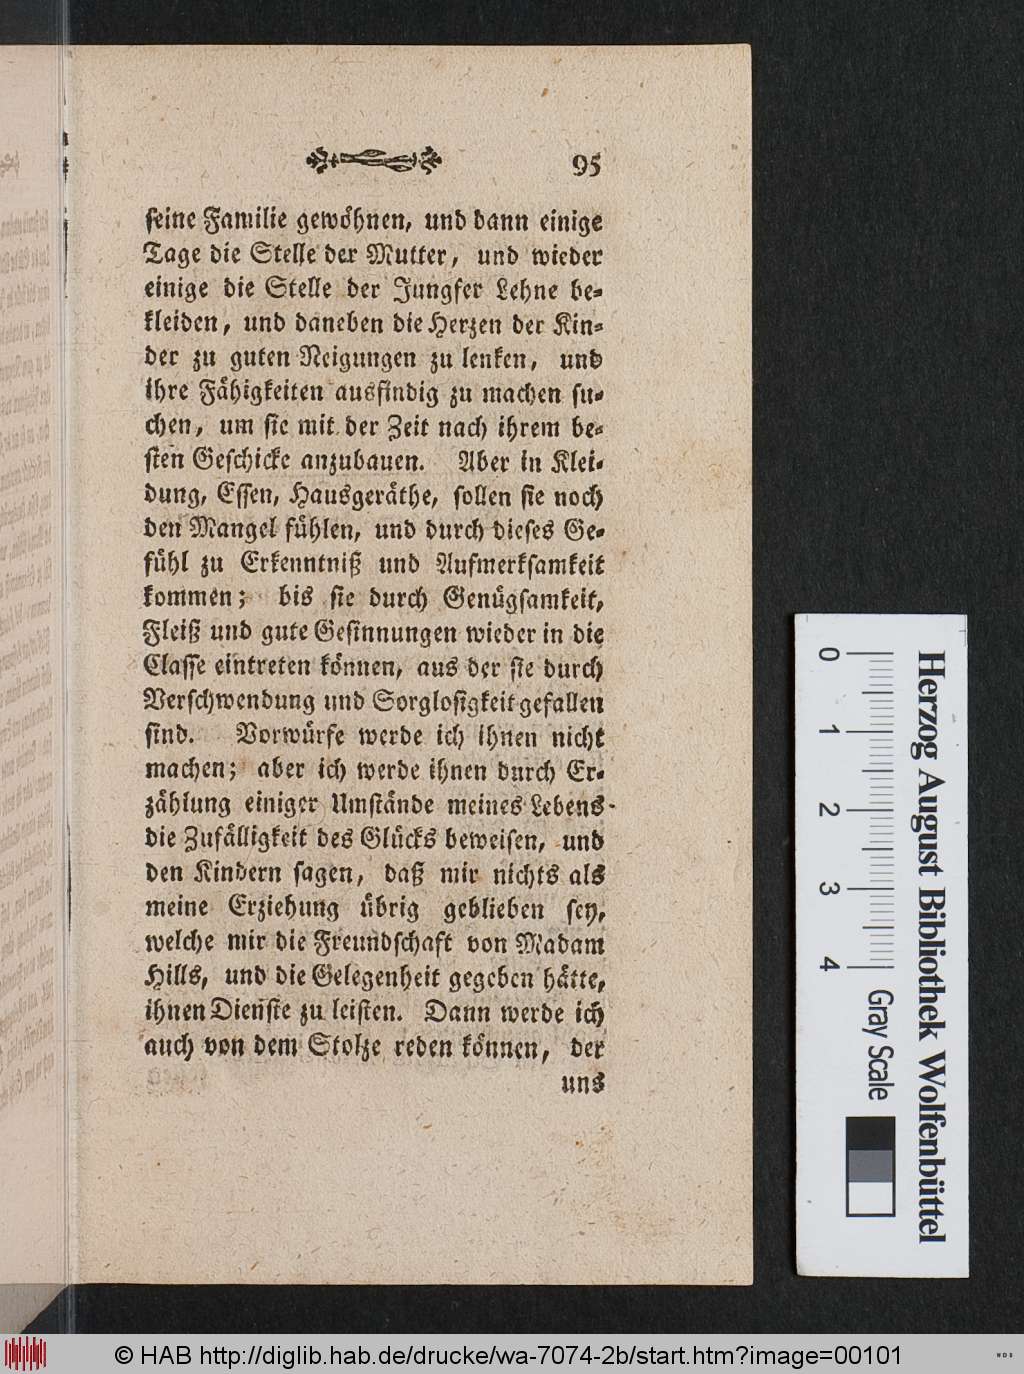 95
seine Familie gewöhnen, und dann einige
Tage die Stelle der Mutter, und wieder
einige die Stelle der Jungfer Lehne be-
kleiden, und daneben die Herzen der Kin-
der zu guten Neigungen zu lenken, und
ihre Fähigkeiten ausfindig zu machen su-
chen, um sie mit der Zeit nach ihrem be-
sten Geschicke anzubauen. Aber in Klei-
dung, Essen, Hausgeräthe, sollen sie noch
den Mangel fühlen, und durch dieses Ge-
fühl zu Erkenntniß und Aufmerksamkeit
kommen; bis sie durch Genügsamkeit,
Fleiß und gute Gesinnungen wieder in die
Classe eintreten können, aus der sie durch
Verschwendung und Sorglosigkeit gefallen
sind. Vorwürfe werde ich ihnen nicht
machen; aber ich werde ihnen durch Er-
zählung einiger Umstände meines Lebens
die Zufälligkeit des Glücks beweisen, und
den Kindern sagen, daß mir nichts als
meine Erziehung übrig geblieben sey,
welche mir die Freundschaft von Madam
Hills, und die Gelegenheit gegeben hätte,
ihnen Dienste zu leisten. Dann werde ich
auch von dem Stolze reden können, der
uns
Herzog August Bibliothek Wolfenbüttel
0 1 2 3 4 Gray Scale
© HAB http://diglib.hab.de/drucke/wa-7074-2b/start.htm?image=00101